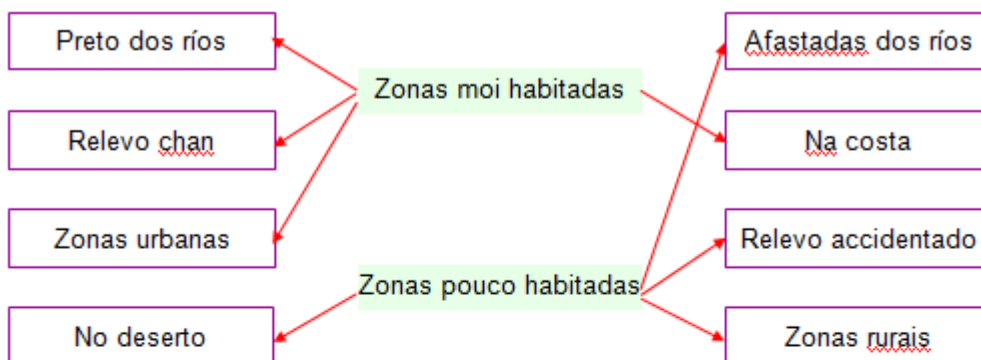 Preto dos ríos
Afastadas dos ríos
Zonas moi habitadas
Relevo chan
Na costa
Zonas urbanas
Relevo accidentado
Zonas pouco habitadas
No deserto
Zonas rurais